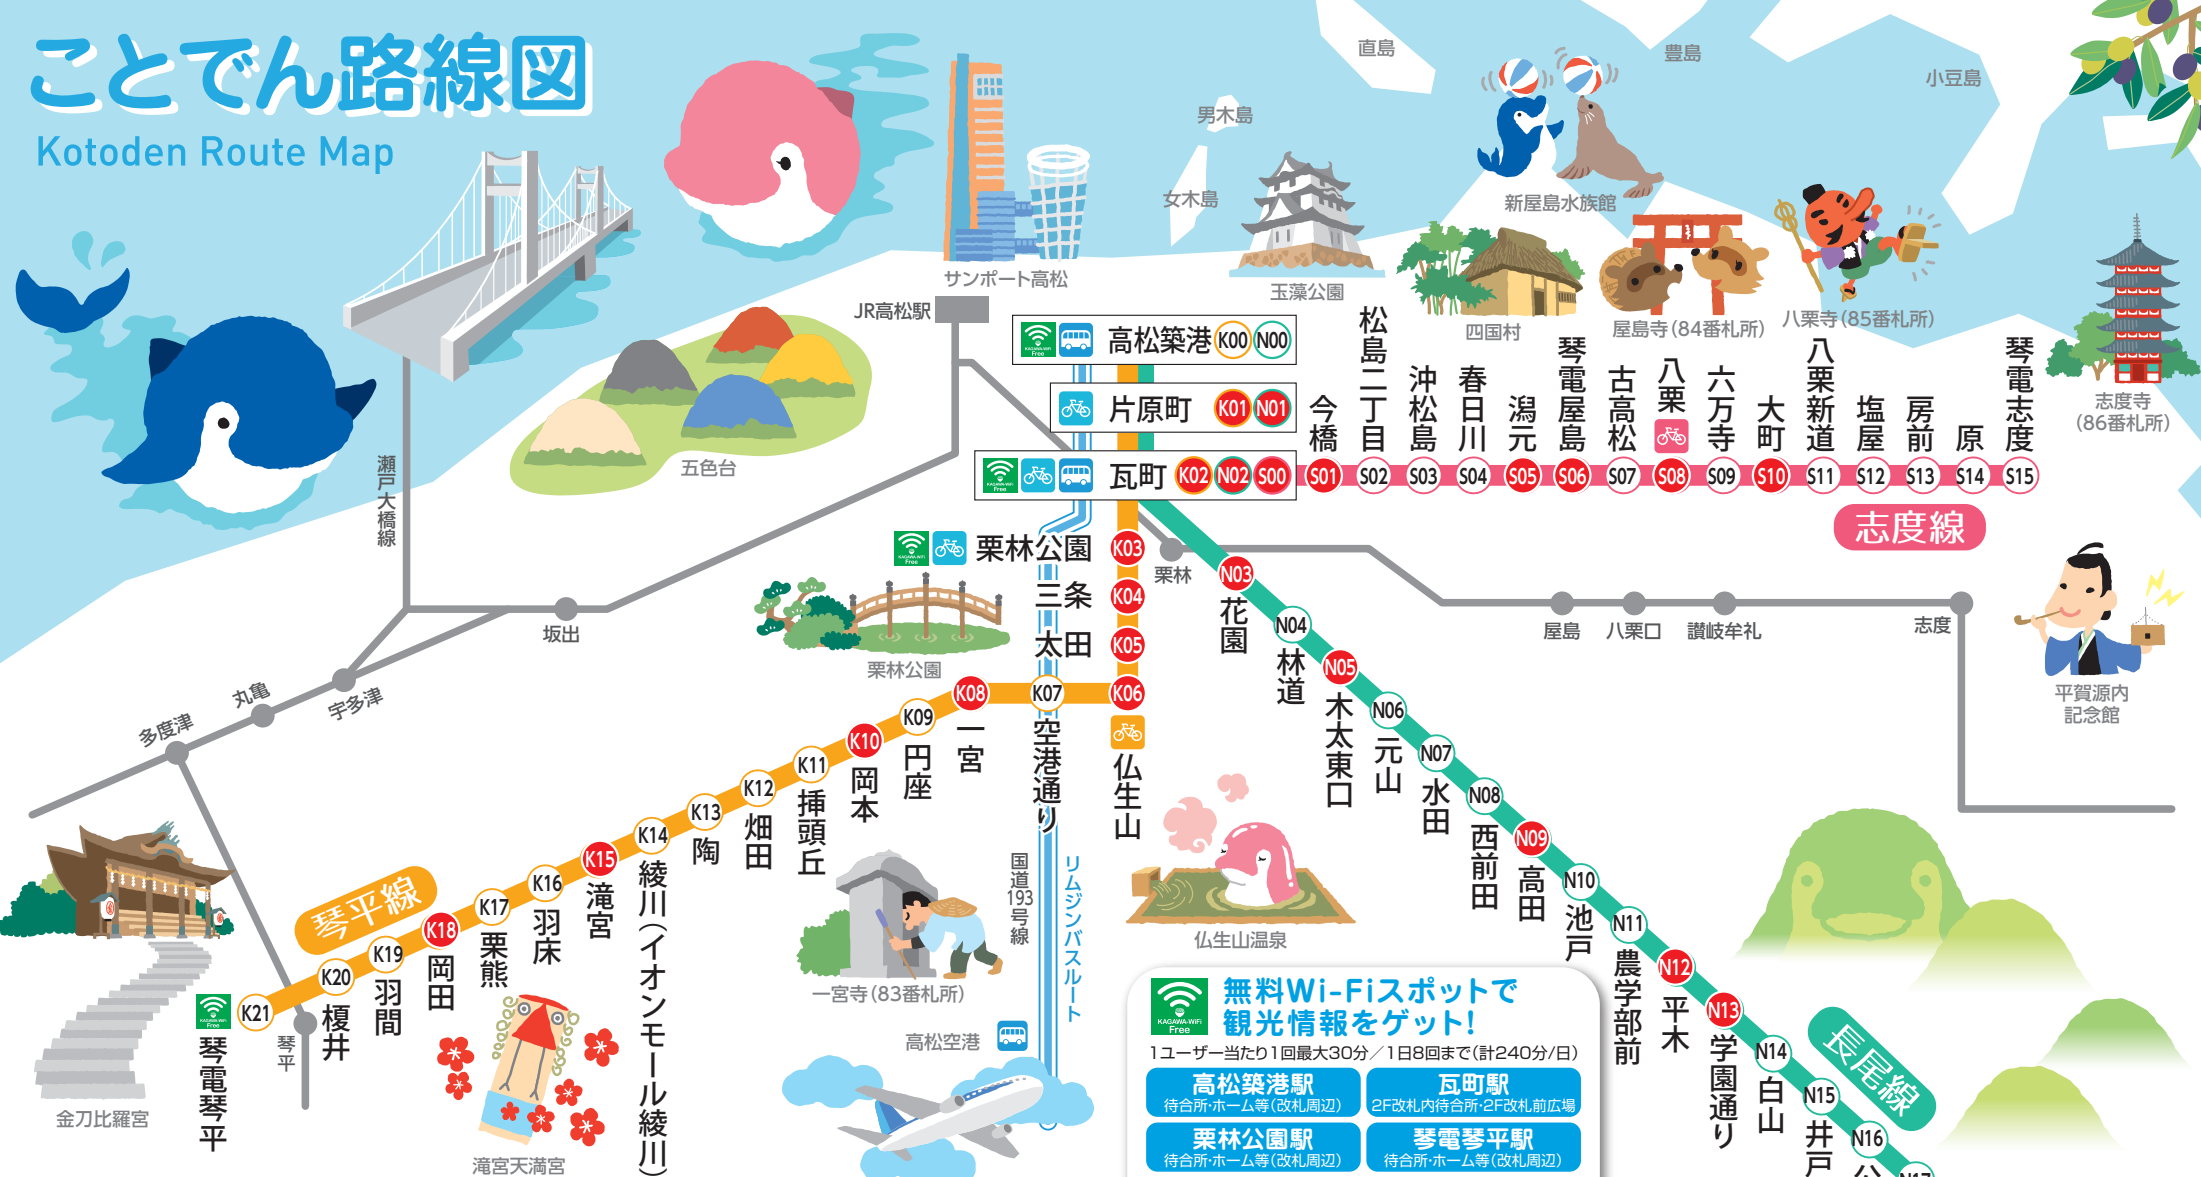 ことでん路線図
Kotoden Route Map
直島
豊島
小豆島
男木島
女木島
新屋島水族館
サンポート高松
玉藻公園
四国村
屋島寺(84番札所)
八栗寺(85番札所)
志度寺
(86番札所)
JR高松駅
五色台
瀬戸大橋線
KAGAWA-WiFi
Free
高松築港 K00 N00
片原町 K01 N01
KAGAWA-WiFi
Free
瓦町 K02 N02 S00
今橋 S01
松島二丁目 S02
沖松島 S03
春日川 S04
潟元 S05
琴電屋島 S06
古高松 S07
八栗 S08
六万寺 S09
大町 S10
八栗新道 S11
塩屋 S12
房前 S13
原 S14
琴電志度 S15
志度線
KAGAWA-WiFi
Free
栗林公園 K03
三条 K04
太田 K05
K06 仏生山
K07 空港通り
K08 一宮
K09 円座
K10 岡本
K11 挿頭丘
K12 畑田
K13 陶
K14 綾川(イオンモール綾川)
K15 滝宮
K16 羽床
K17 栗熊
K18 岡田
K19 羽間
K20 榎井
KAGAWA-WiFi
Free
K21 琴電琴平
琴平線
栗林
N03 花園
N04 林道
N05 木太東口
N06 元山
N07 水田
N08 西前田
N09 高田
N10 池戸
N11 農学部前
N12 平木
N13 学園通り
N14 白山
N15 井戸
N16 公
N17
長尾線
屋島
八栗口
讃岐牟礼
志度
平賀源内
記念館
坂出
宇多津
丸亀
多度津
琴平
栗林公園
金刀比羅宮
滝宮天満宮
一宮寺(83番札所)
国道193号線
リムジンバスルート
高松空港
仏生山温泉
KAGAWA-WiFi
Free
無料Wi-Fiスポットで
観光情報をゲット!
1ユーザー当たり1回最大30分/1日8回まで(計240分/日)
高松築港駅
待合所・ホーム等(改札周辺)
瓦町駅
2F改札内待合所・2F改札前広場
栗林公園駅
待合所・ホーム等(改札周辺)
琴電琴平駅
待合所・ホーム等(改札周辺)